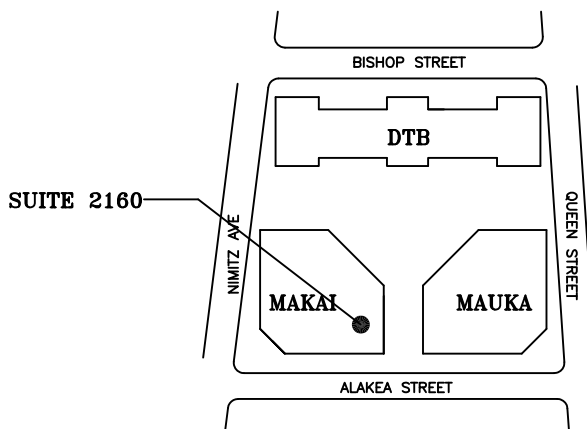 BISHOP STREET
DTB
SUITE 2160
NIMITZ AVE
QUEEN STREET
MAKAI
MAUKA
ALAKEA STREET